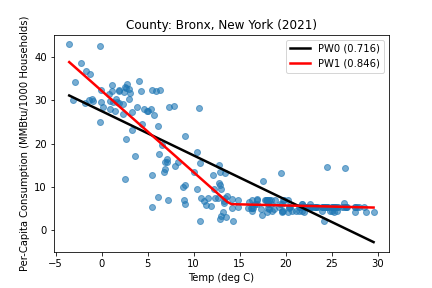 County: Bronx, New York (2021)
Per-Capita Consumption (MMBtu/1000 Households)
40
30
20
10
0
PW0 (0.716)
PW1 (0.846)
−5
0
5
10
15
20
25
30
Temp (deg C)